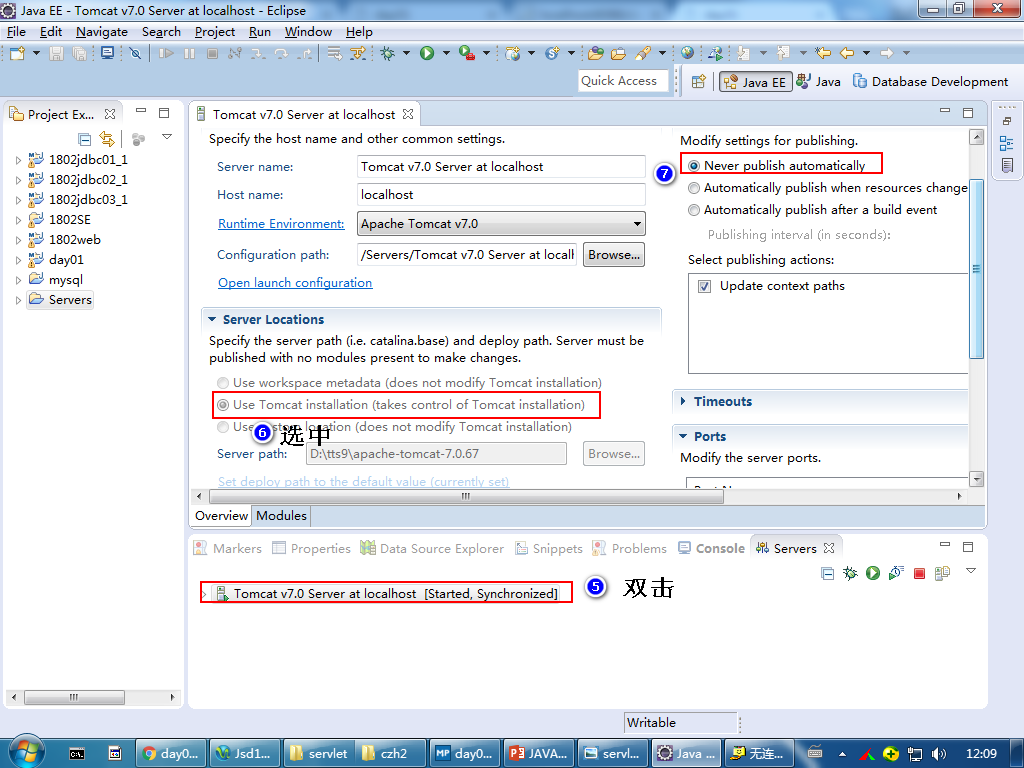 Java EE - Tomcat v7.0 Server at localhost - Eclipse
File Edit Navigate Search Project Run Window Help
Quick Access
Java EE Java Database Development
Project Ex...
1802jdbc01_1
1802jdbc02_1
1802jdbc03_1
1802SE
1802web
day01
mysql
Servers
Tomcat v7.0 Server at localhost
Specify the host name and other common settings.
Server name: Tomcat v7.0 Server at localhost
Host name: localhost
Runtime Environment: Apache Tomcat v7.0
Configuration path: /Servers/Tomcat v7.0 Server at locall Browse...
Open launch configuration
Server Locations
Specify the server path (i.e. catalina.base) and deploy path. Server must be
published with no modules present to make changes.
Use workspace metadata (does not modify Tomcat installation)
Use Tomcat installation (takes control of Tomcat installation)
location (does not modify Tomcat installation)
6 选中
Server path: D:\tts9\apache-tomcat-7.0.67 Browse...
Set deploy path to the default value (currently set)
Modify settings for publishing.
7 Never publish automatically
Automatically publish when resources change
Automatically publish after a build event
Publishing interval (in seconds):
Select publishing actions:
Update context paths
Timeouts
Ports
Modify the server ports.
Overview Modules
Markers Properties Data Source Explorer Snippets Problems Console Servers
Tomcat v7.0 Server at localhost [Started, Synchronized] 5 双击
Writable
day0... Jsd1... servlet czh2 day0... JAVA... servl... Java ... 无连... 12:09